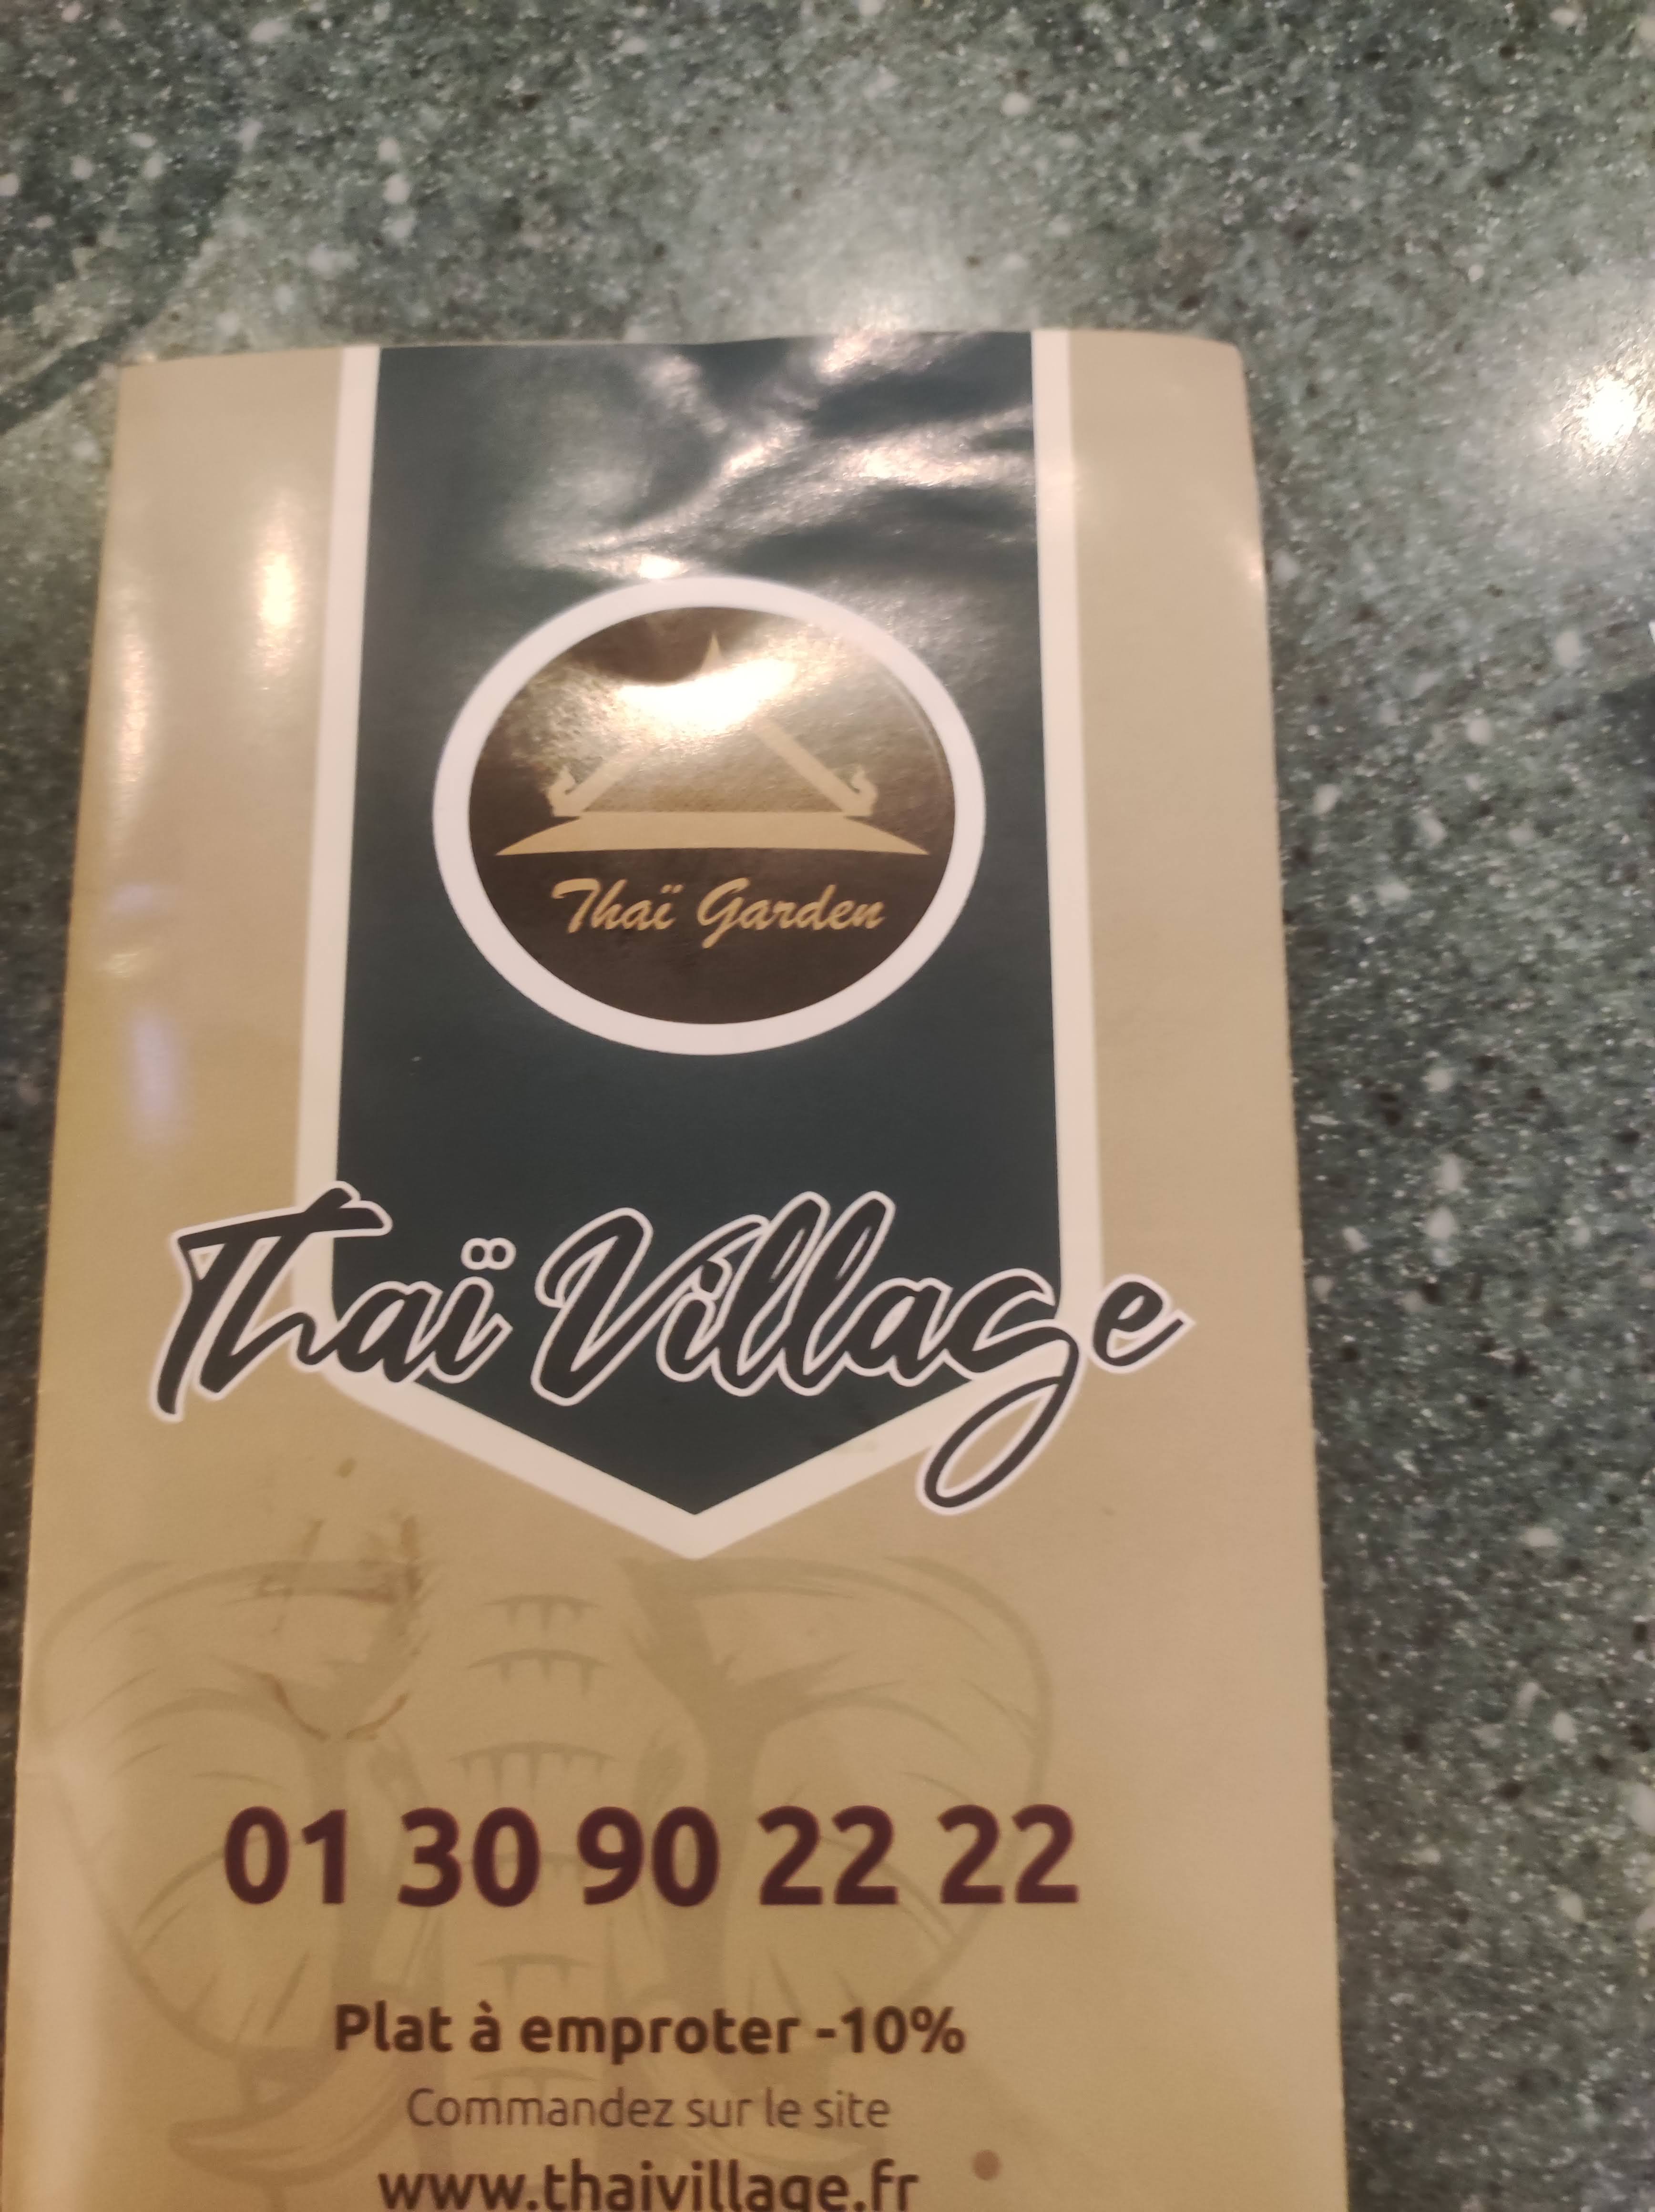 Thaï Garden
Thaï Village
01 30 90 22 22
Plat à emproter -10%
Commandez sur le site
www.thaivillage.fr